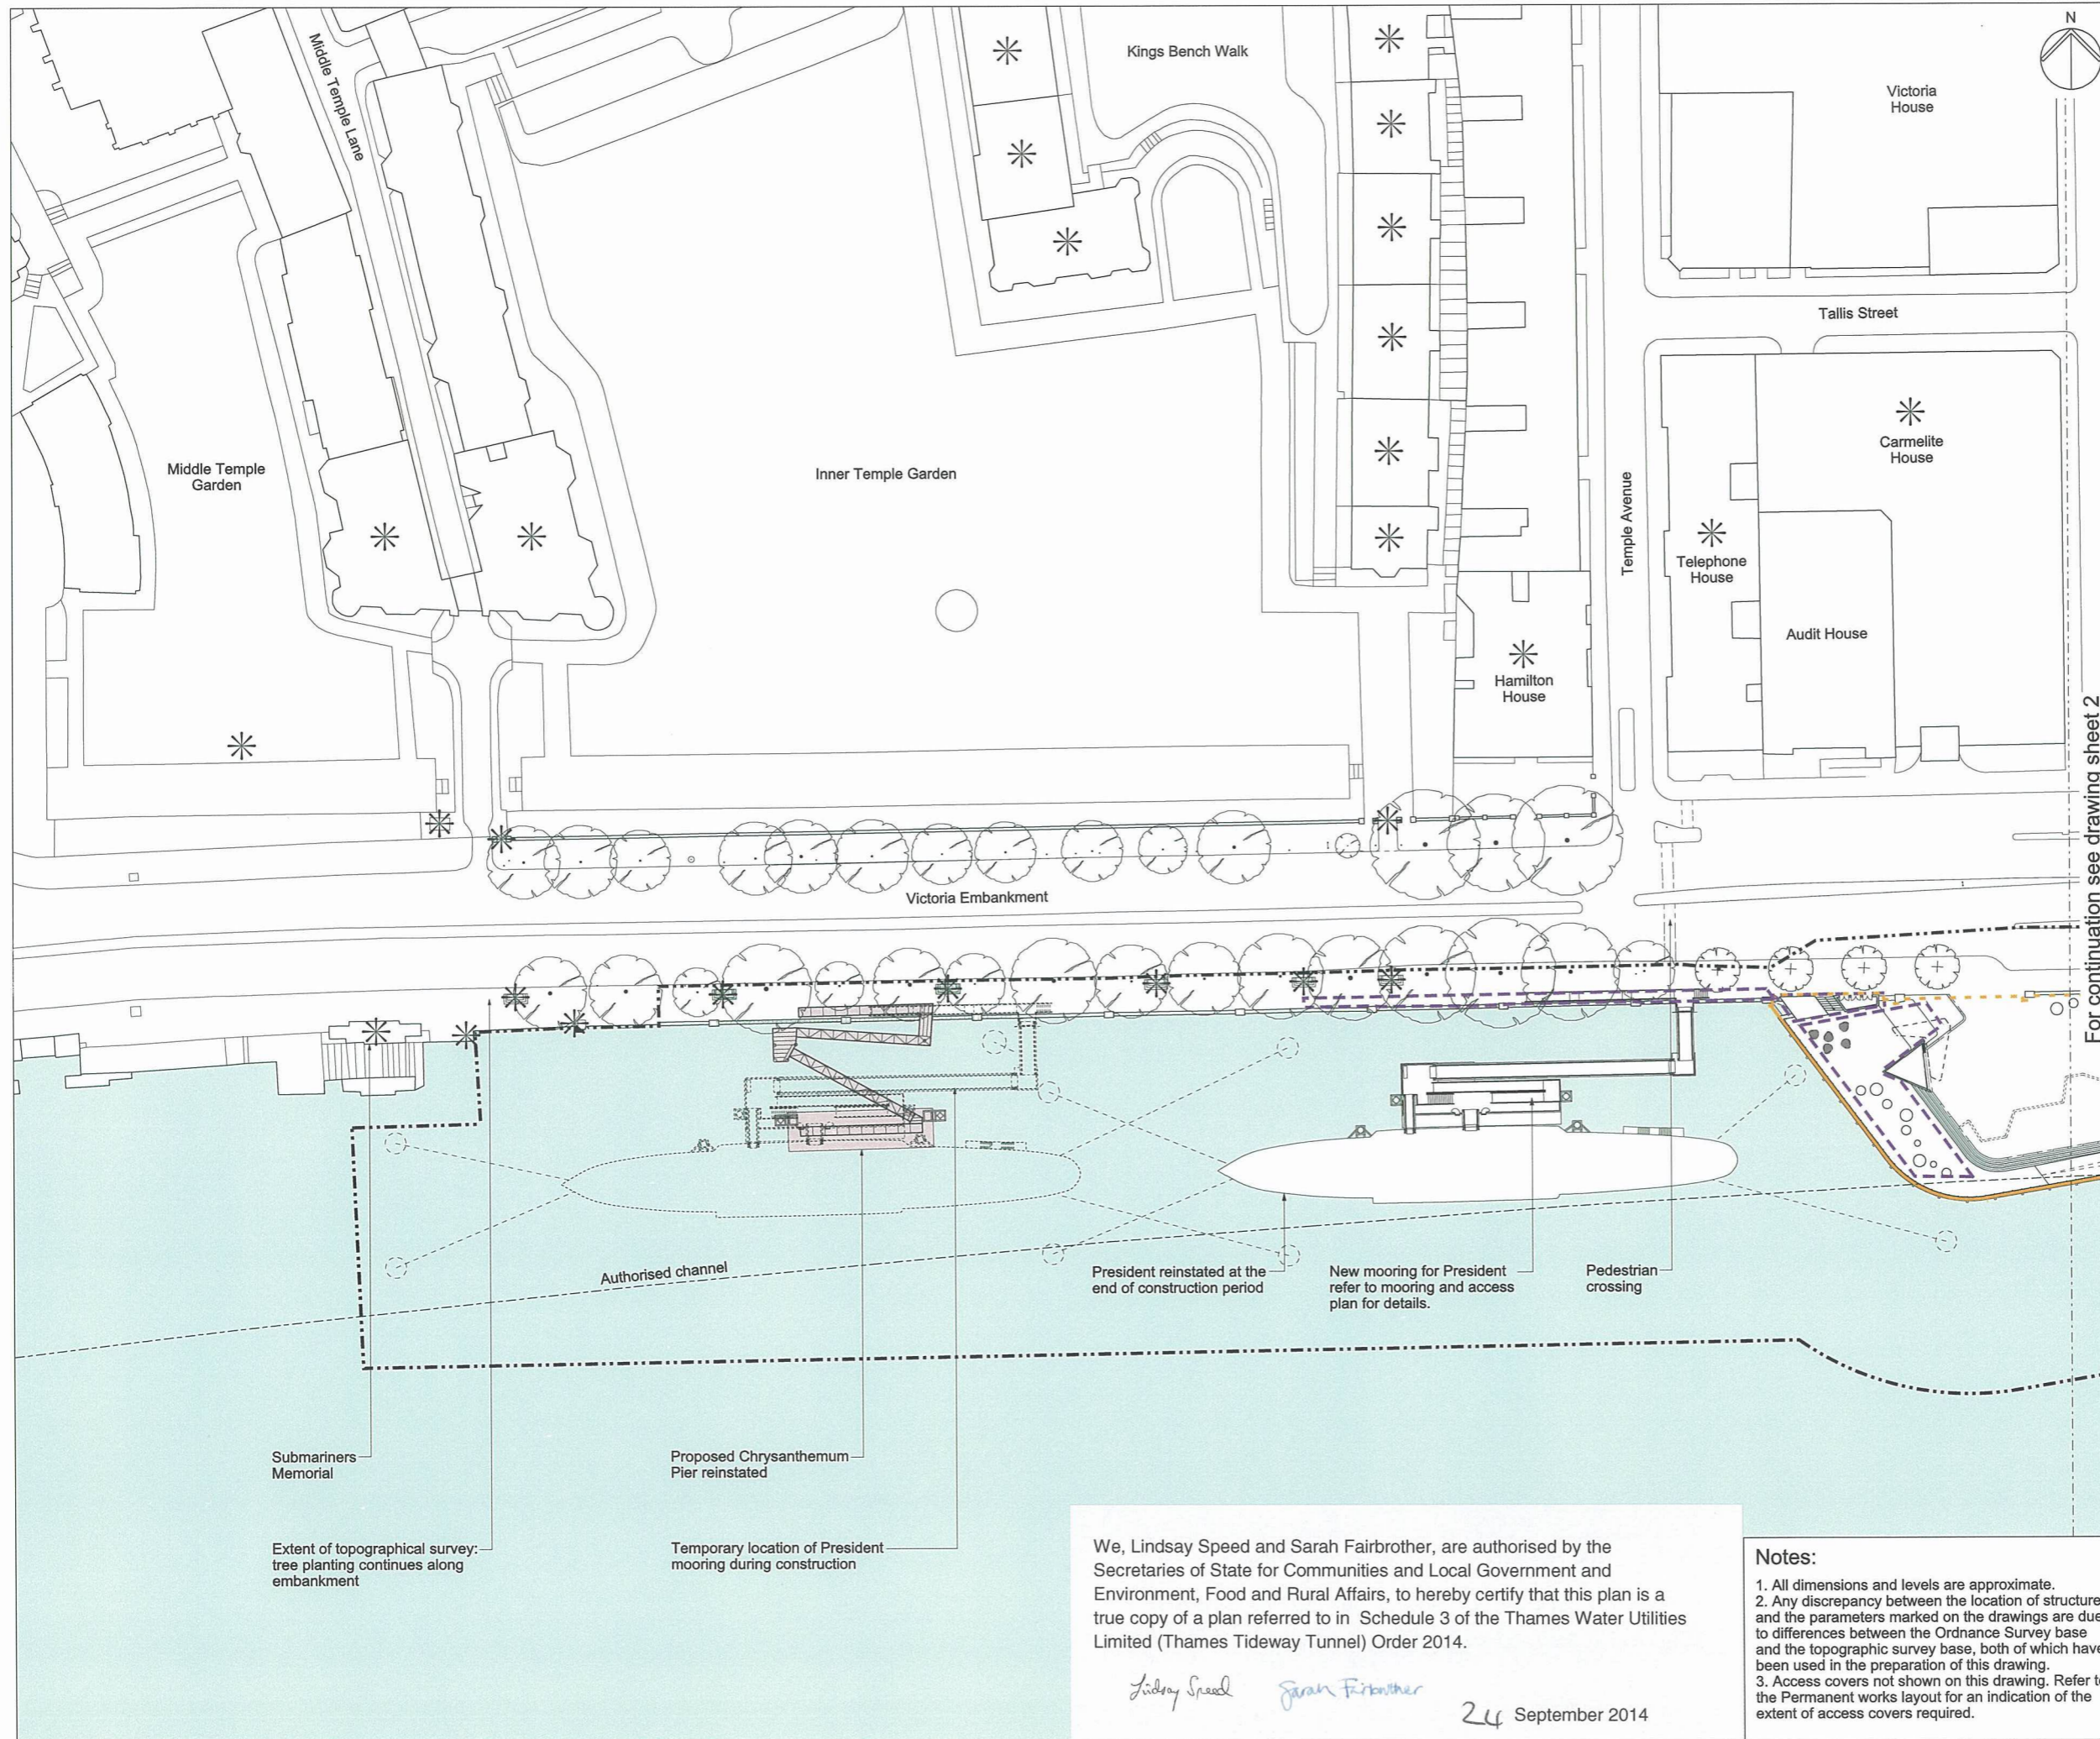 N
Middle Temple Lane
Kings Bench Walk
Victoria
House
Tallis Street
Middle Temple
Garden
Inner Temple Garden
Temple Avenue
Carmelite
House
Telephone
House
Audit House
Hamilton
House
For continuation see drawing sheet 2
Victoria Embankment
Authorised channel
President reinstated at the
end of construction period
New mooring for President
refer to mooring and access
plan for details.
Pedestrian
crossing
Submariners
Memorial
Proposed Chrysanthemum
Pier reinstated
Extent of topographical survey:
tree planting continues along
embankment
Temporary location of President
mooring during construction
We, Lindsay Speed and Sarah Fairbrother, are authorised by the
Secretaries of State for Communities and Local Government and
Environment, Food and Rural Affairs, to hereby certify that this plan is a
true copy of a plan referred to in Schedule 3 of the Thames Water Utilities
Limited (Thames Tideway Tunnel) Order 2014.
Lindsay Speed Sarah Fairbrother
24 September 2014
Notes:
1. All dimensions and levels are approximate.
2. Any discrepancy between the location of structure
and the parameters marked on the drawings are due
to differences between the Ordnance Survey base
and the topographic survey base, both of which have
been used in the preparation of this drawing.
3. Access covers not shown on this drawing. Refer to
the Permanent works layout for an indication of the
extent of access covers required.